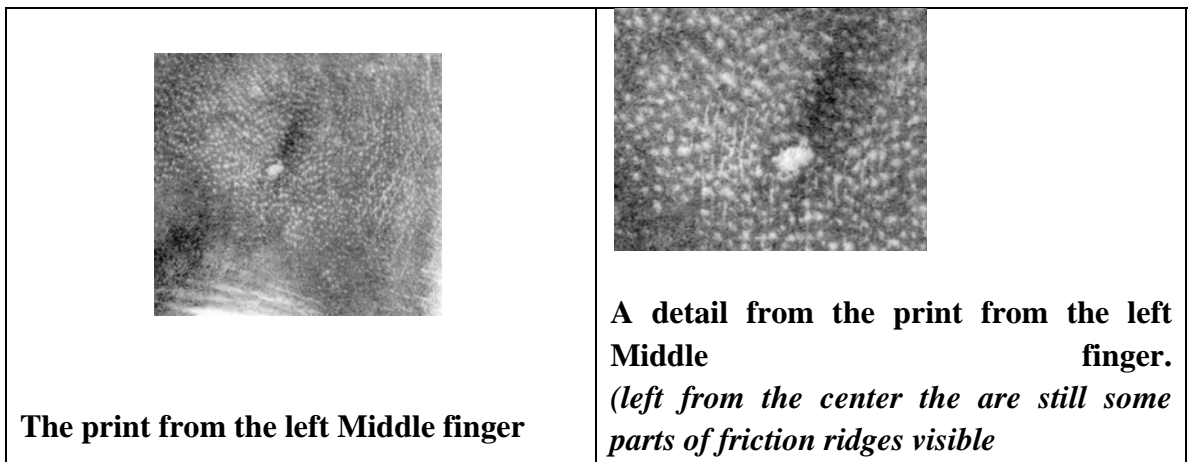 The print from the left Middle finger
A detail from the print from the left
Middle finger.
(left from the center the are still some
parts of friction ridges visible